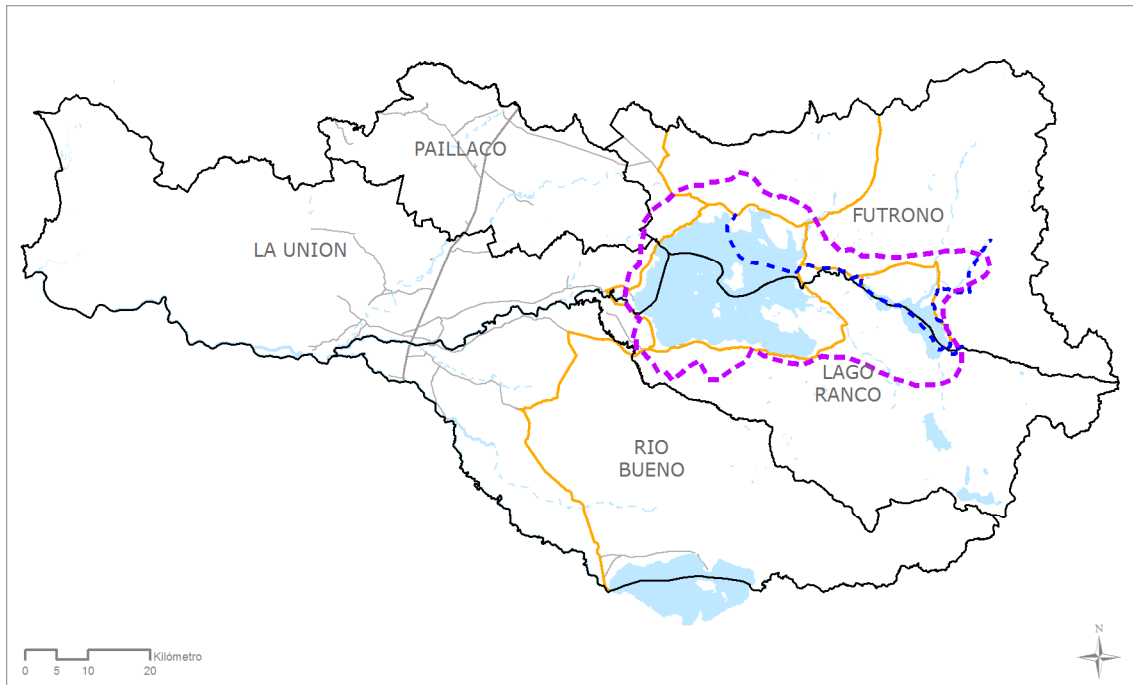 PAILLACO
FUTRONO
LA UNION
LAGO
RANCO
RIO
BUENO
N
Kilómetro
0 5 10 20